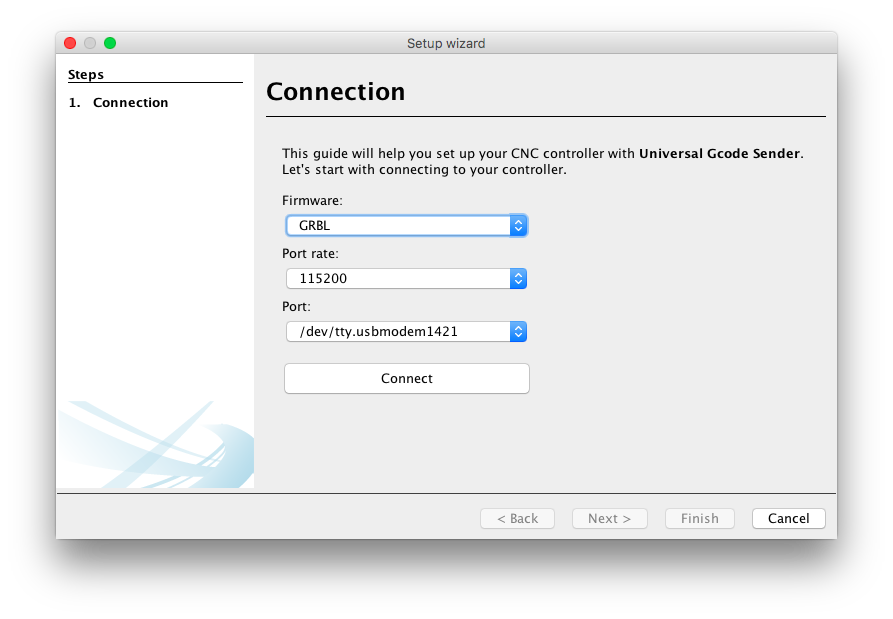 Setup wizard
Steps
1. Connection
Connection
This guide will help you set up your CNC controller with Universal Gcode Sender.
Let's start with connecting to your controller.
Firmware:
GRBL
Port rate:
115200
Port:
/dev/tty.usbmodem1421
Connect
< Back Next > Finish Cancel